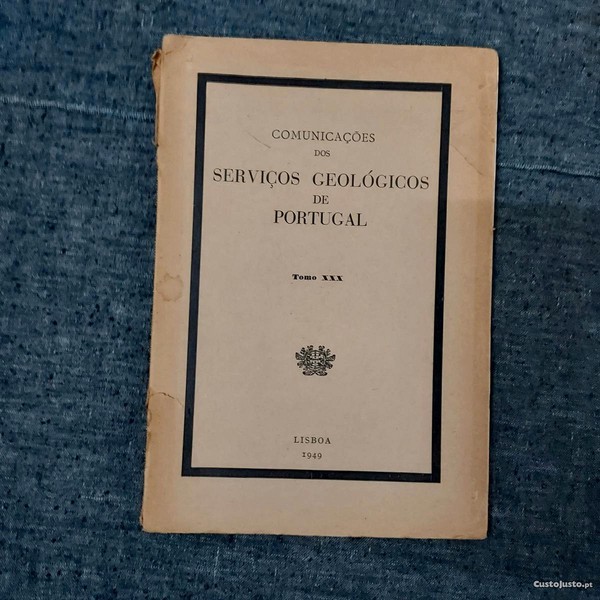 COMUNICAÇÕES
DOS
SERVIÇOS GEOLÓGICOS
DE
PORTUGAL
Tomo XXX
LISBOA
1949
CustoJusto.pt